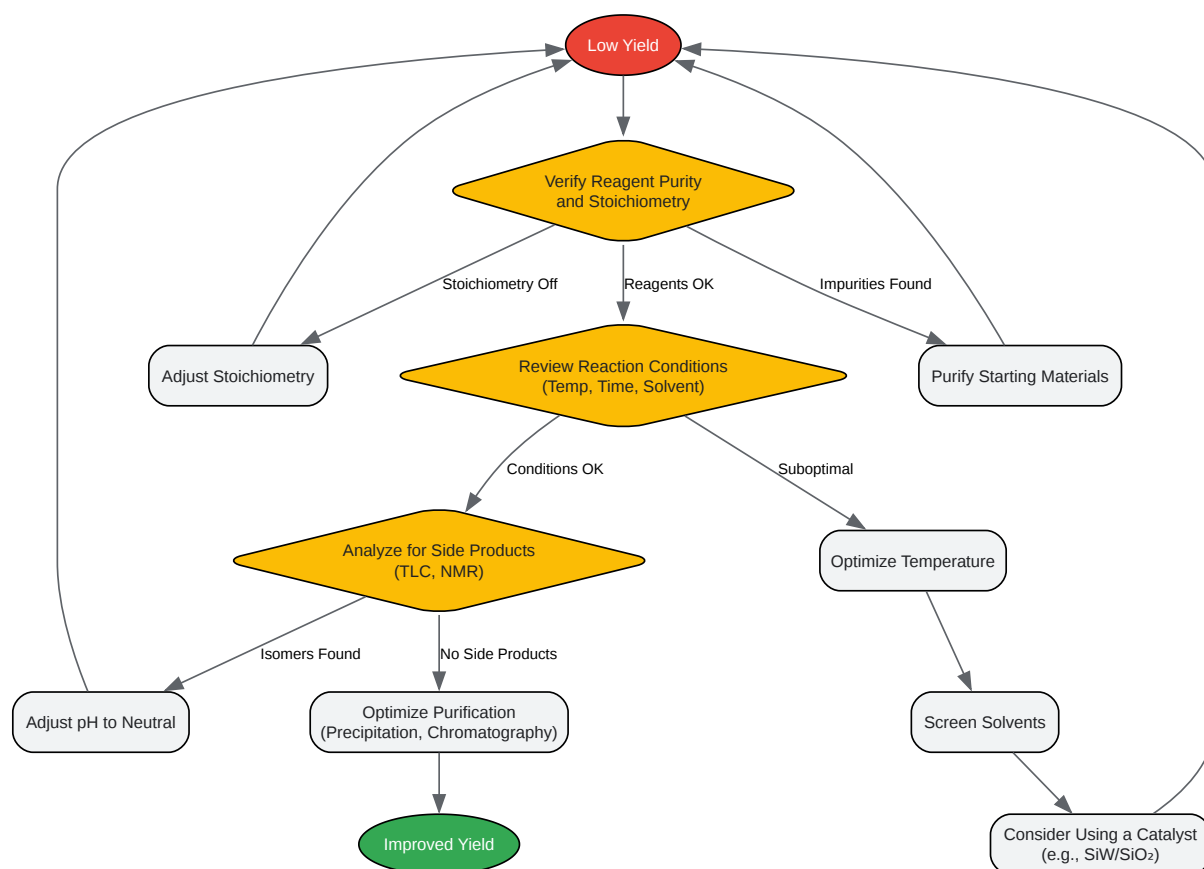 Low Yield
Verify Reagent Purity
and Stoichiometry
Stoichiometry Off
Reagents OK
Impurities Found
Adjust Stoichiometry
Review Reaction Conditions
(Temp, Time, Solvent)
Purify Starting Materials
Conditions OK
Suboptimal
Analyze for Side Products
(TLC, NMR)
Optimize Temperature
Isomers Found
No Side Products
Adjust pH to Neutral
Optimize Purification
(Precipitation, Chromatography)
Screen Solvents
Improved Yield
Consider Using a Catalyst
(e.g., SiW/SiO₂)